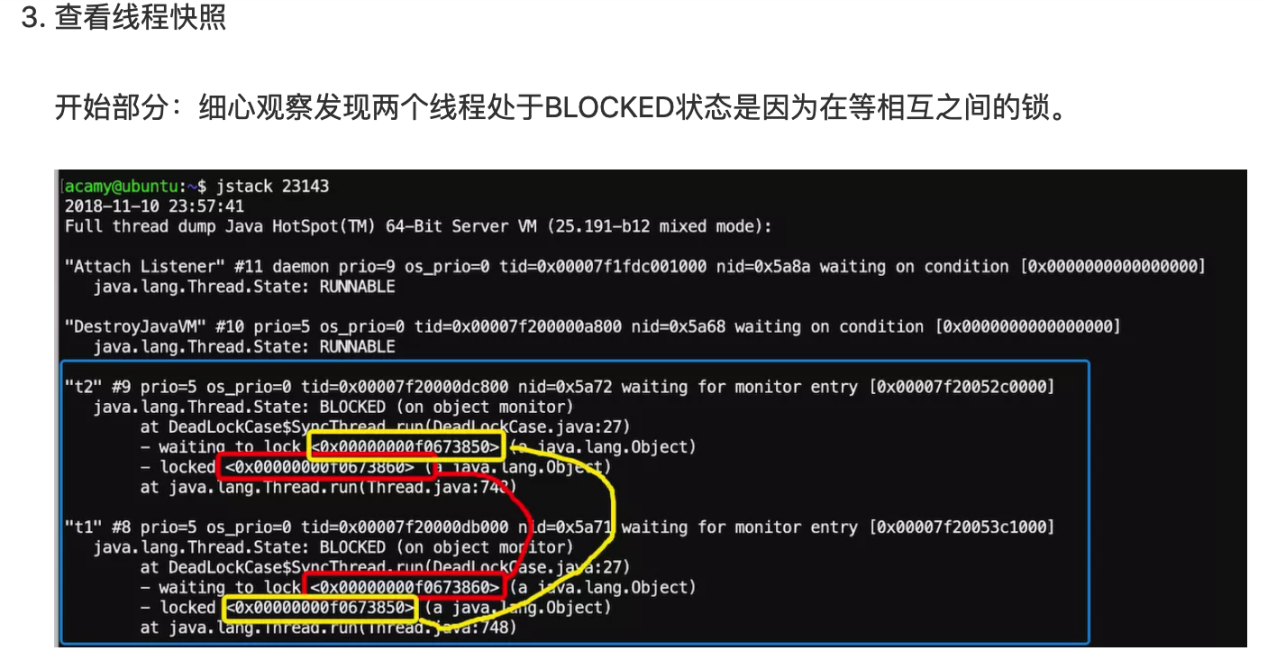 3. 查看线程快照
开始部分：细心观察发现两个线程处于BLOCKED状态是因为在等相互之间的锁。
[acamy@ubuntu:~$ jstack 23143
2018-11-10 23:57:41
Full thread dump Java HotSpot(TM) 64-Bit Server VM (25.191-b12 mixed mode):
"Attach Listener" #11 daemon prio=9 os_prio=0 tid=0x00007f1fdc001000 nid=0x5a8a waiting on condition [0x0000000000000000]
java.lang.Thread.State: RUNNABLE
"DestroyJavaVM" #10 prio=5 os_prio=0 tid=0x00007f200000a800 nid=0x5a68 waiting on condition [0x0000000000000000]
java.lang.Thread.State: RUNNABLE
"t2" #9 prio=5 os_prio=0 tid=0x00007f20000dc800 nid=0x5a72 waiting for monitor entry [0x00007f20052c0000]
java.lang.Thread.State: BLOCKED (on object monitor)
at DeadLockCase$SyncThread.run(DeadLockCase.java:27)
- waiting to lock <0x00000000f0673850> (a java.lang.Object)
- locked <0x00000000f0673860> (a java.lang.Object)
at java.lang.Thread.run(Thread.java:748)
"t1" #8 prio=5 os_prio=0 tid=0x00007f20000db000 nid=0x5a71 waiting for monitor entry [0x00007f20053c1000]
java.lang.Thread.State: BLOCKED (on object monitor)
at DeadLockCase$SyncThread.run(DeadLockCase.java:27)
- waiting to lock <0x00000000f0673860> (a java.lang.Object)
- locked <0x00000000f0673850> (a java.lang.Object)
at java.lang.Thread.run(Thread.java:748)